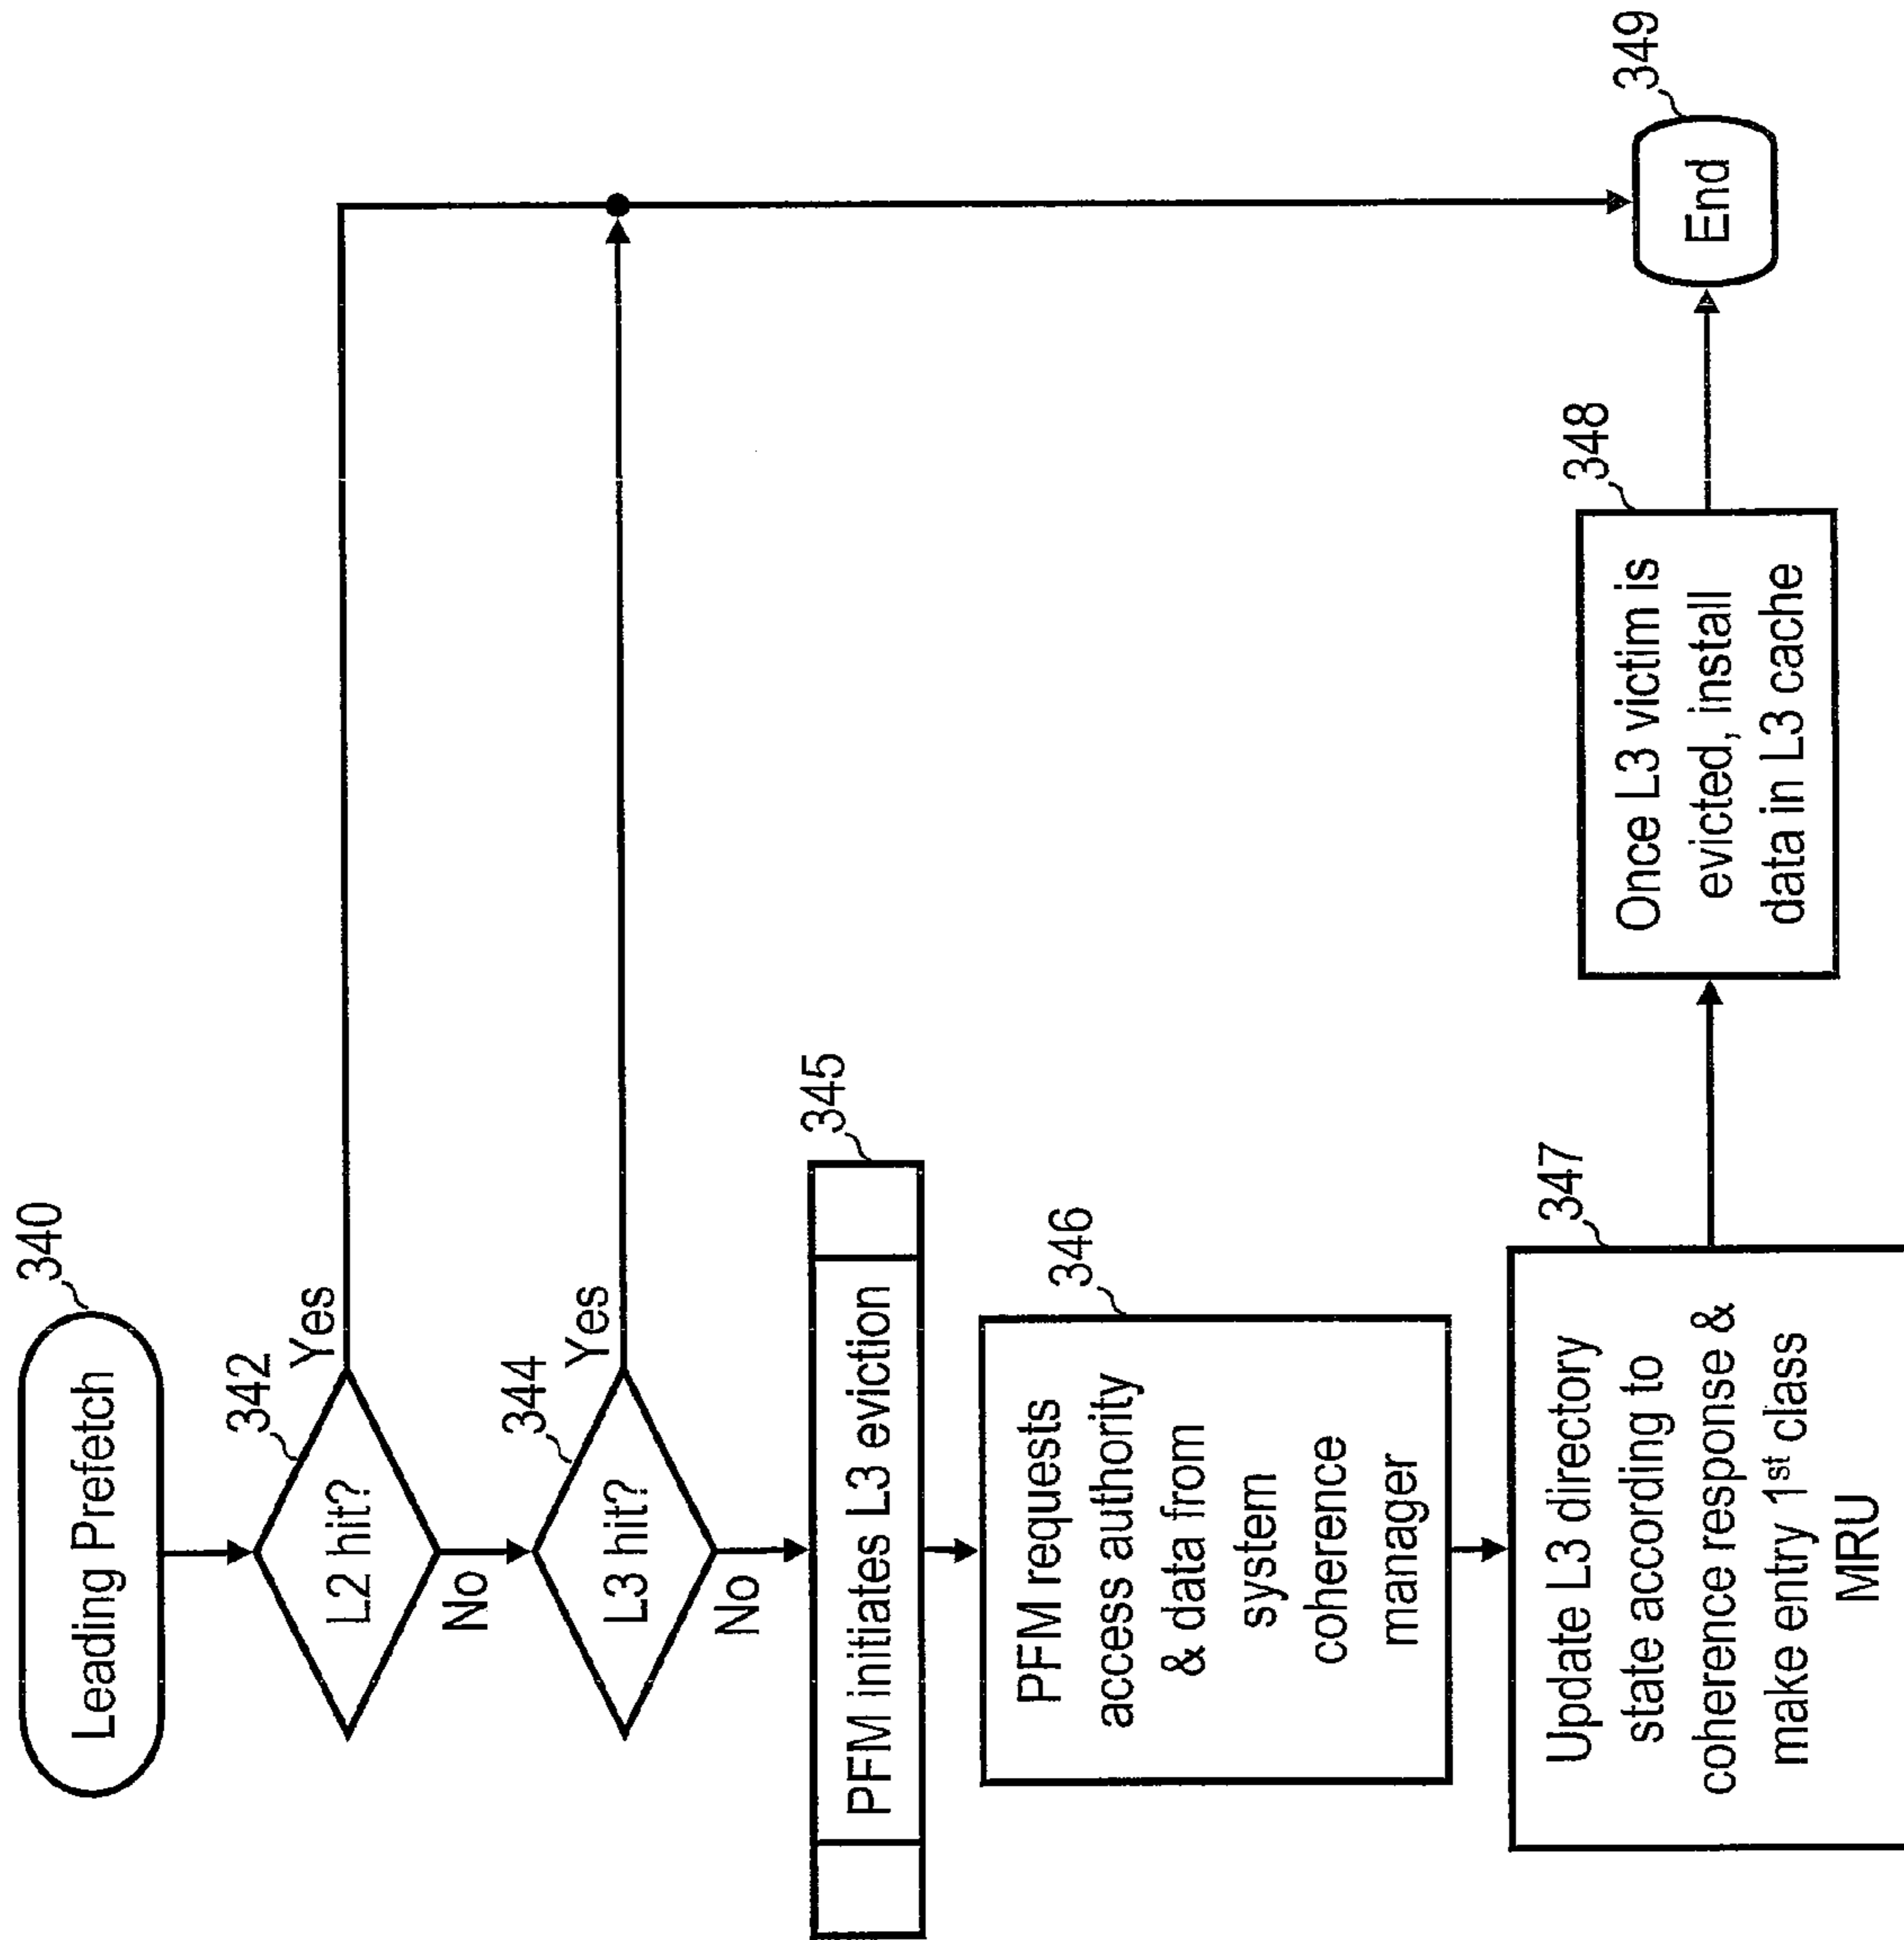 Leading Prefetch
340
L2 hit?
342
Yes
No
L3 hit?
344
Yes
No
PFM initiates L3 eviction
345
PFM requests
access authority
& data from
system
coherence
manager
346
Update L3 directory
state according to
coherence response &
make entry 1st class
MRU
347
Once L3 victim is
evicted, install
data in L3 cache
348
End
349